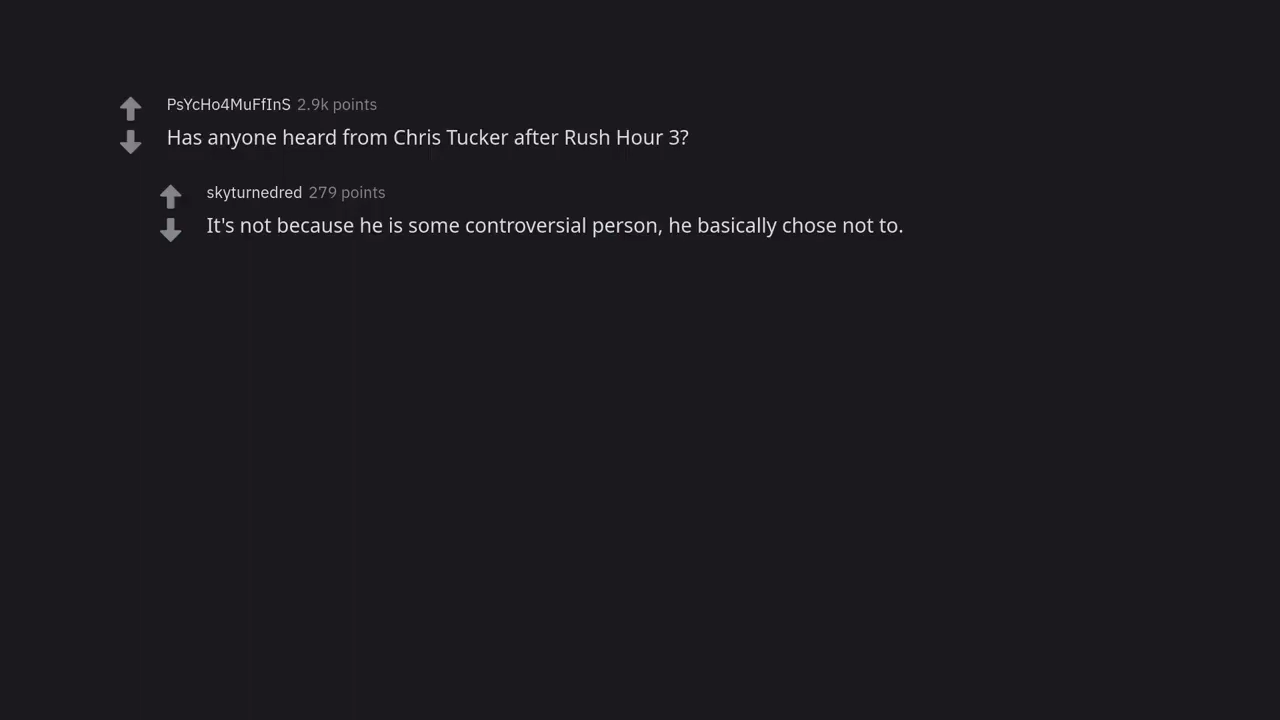 PsYcHo4MuFfInS 2.9k points
Has anyone heard from Chris Tucker after Rush Hour 3?
skyturnedred 279 points
It's not because he is some controversial person, he basically chose not to.